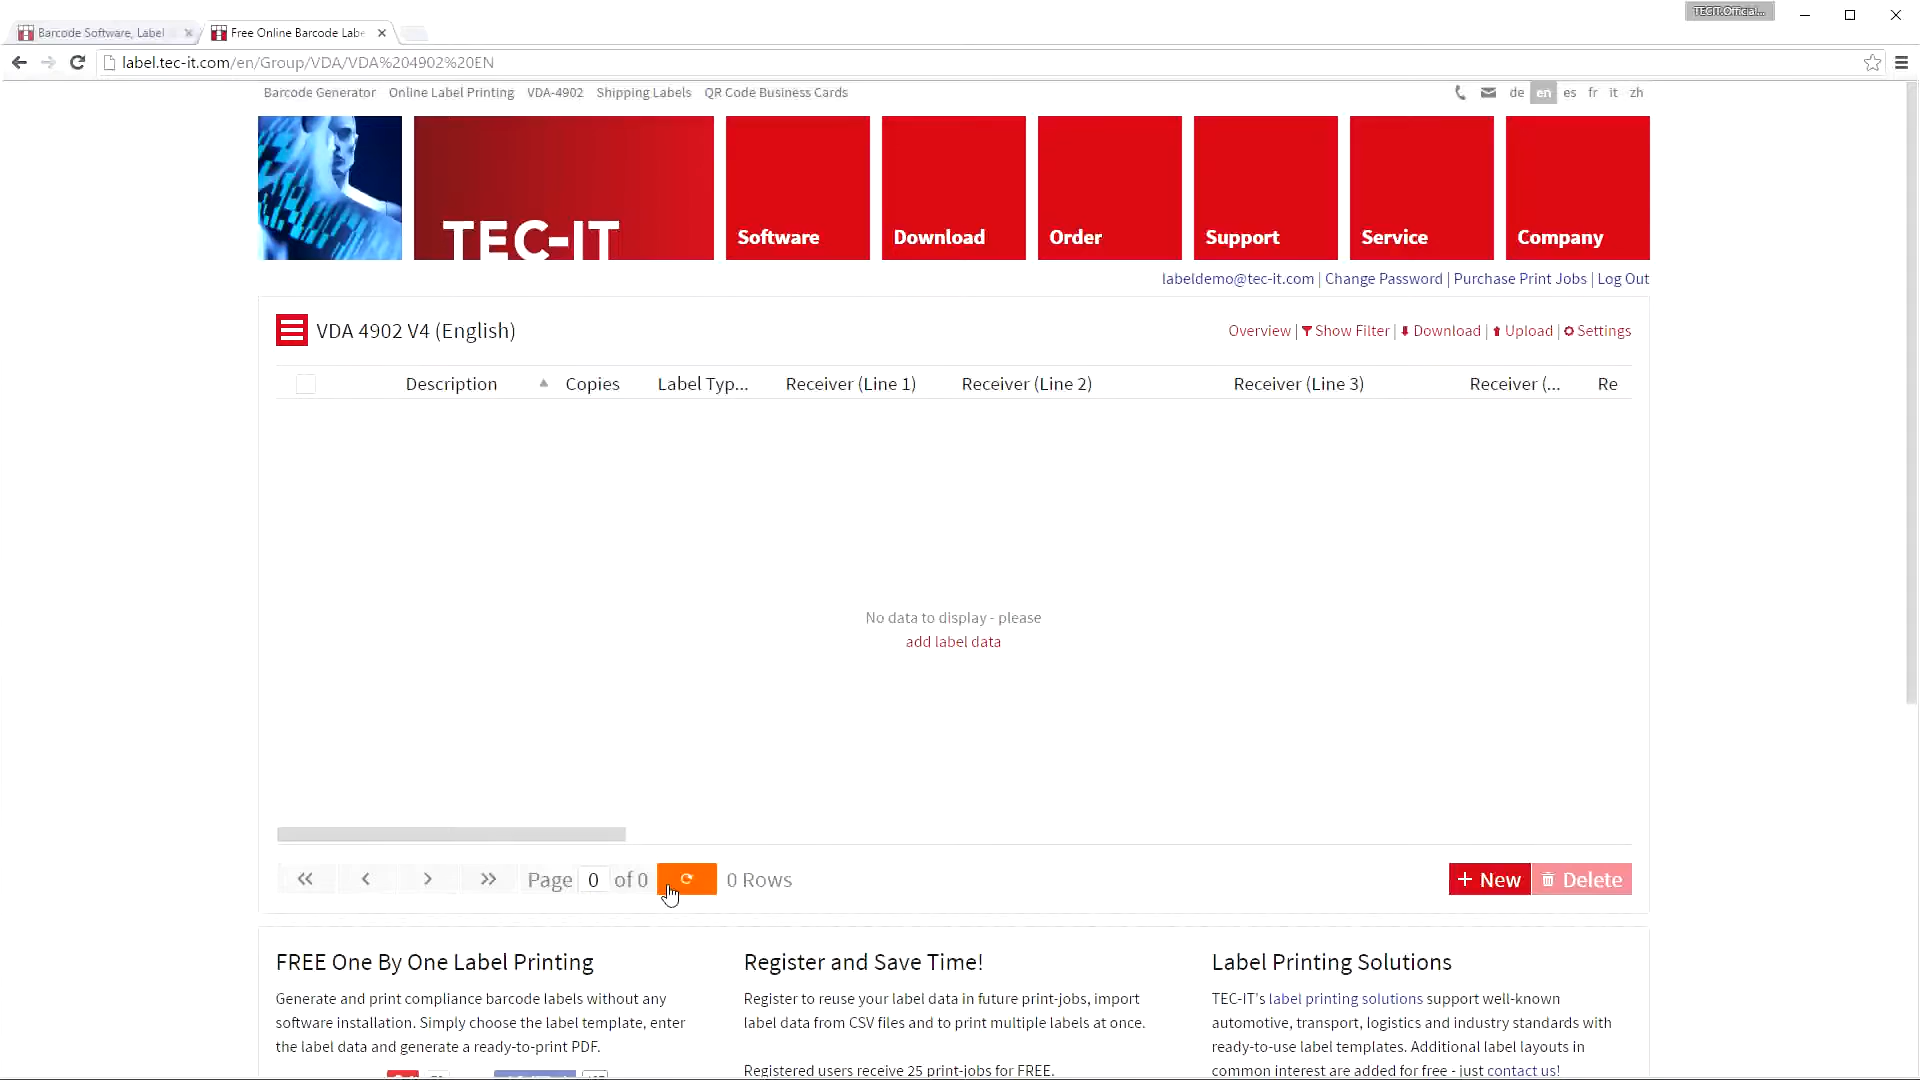 TECIT.Official...
Barcode Software, Label
Free Online Barcode Labe
label.tec-it.com/en/Group/VDA/VDA%204902%20EN
Barcode Generator Online Label Printing VDA-4902 Shipping Labels QR Code Business Cards
de en es fr it zh
TEC-IT
Software
Download
Order
Support
Service
Company
labeldemo@tec-it.com | Change Password | Purchase Print Jobs | Log Out
VDA 4902 V4 (English)
Overview | Show Filter | Download | Upload | Settings
Description Copies Label Typ... Receiver (Line 1) Receiver (Line 2) Receiver (Line 3) Receiver (... Re
No data to display - please
add label data
Page 0 of 0 0 Rows
+ New Delete
FREE One By One Label Printing
Generate and print compliance barcode labels without any
software installation. Simply choose the label template, enter
the label data and generate a ready-to-print PDF.
Register and Save Time!
Register to reuse your label data in future print-jobs, import
label data from CSV files and to print multiple labels at once.
Registered users receive 25 print-jobs for FREE.
Label Printing Solutions
TEC-IT's label printing solutions support well-known
automotive, transport, logistics and industry standards with
ready-to-use label templates. Additional label layouts in
common interest are added for free - just contact us!